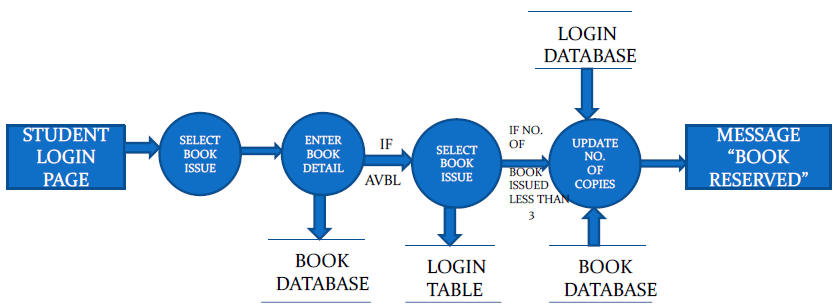 LOGIN
DATABASE
STUDENT
LOGIN
PAGE
SELECT
BOOK
ISSUE
ENTER
BOOK
DETAIL
IF
AVBL
SELECT
BOOK
ISSUE
IF NO.
OF
BOOK
ISSUED
LESS THAN
3
UPDATE
NO.
OF
COPIES
MESSAGE
“BOOK
RESERVED”
BOOK
DATABASE
LOGIN
TABLE
BOOK
DATABASE